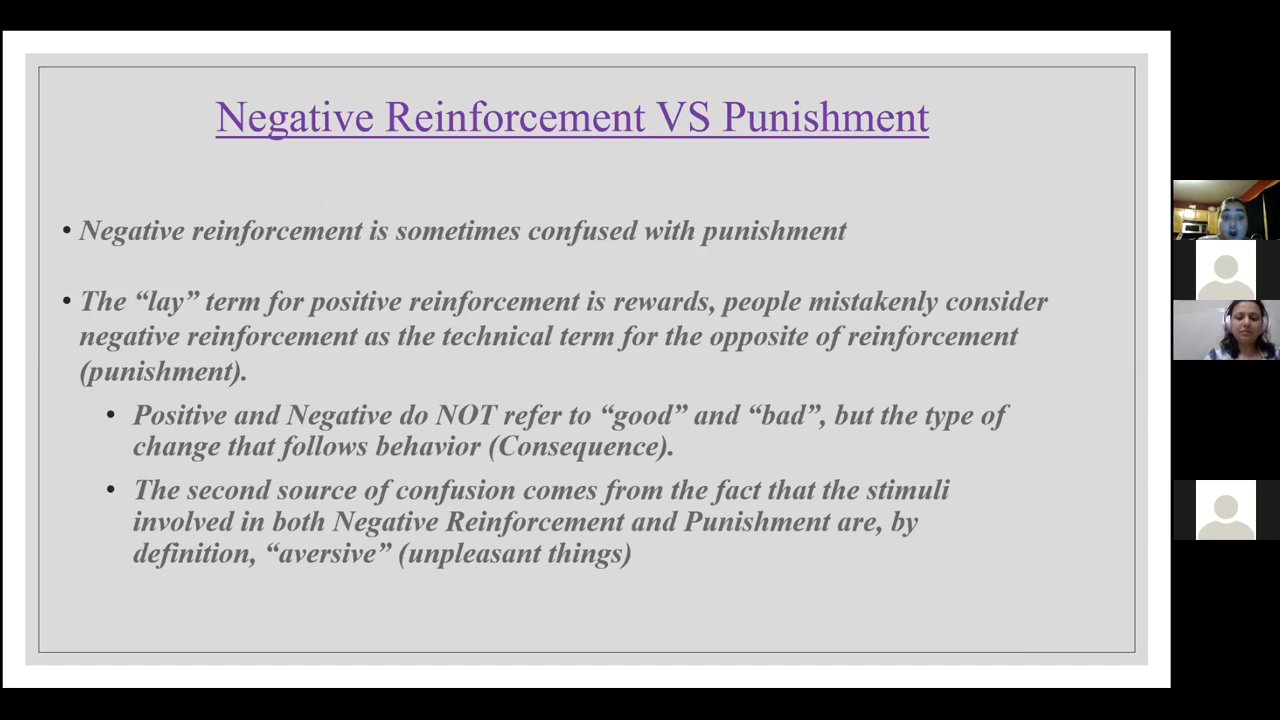 Negative Reinforcement VS Punishment
• Negative reinforcement is sometimes confused with punishment
• The “lay” term for positive reinforcement is rewards, people mistakenly consider
negative reinforcement as the technical term for the opposite of reinforcement
(punishment).
• Positive and Negative do NOT refer to “good” and “bad”, but the type of
change that follows behavior (Consequence).
• The second source of confusion comes from the fact that the stimuli
involved in both Negative Reinforcement and Punishment are, by
definition, “aversive” (unpleasant things)